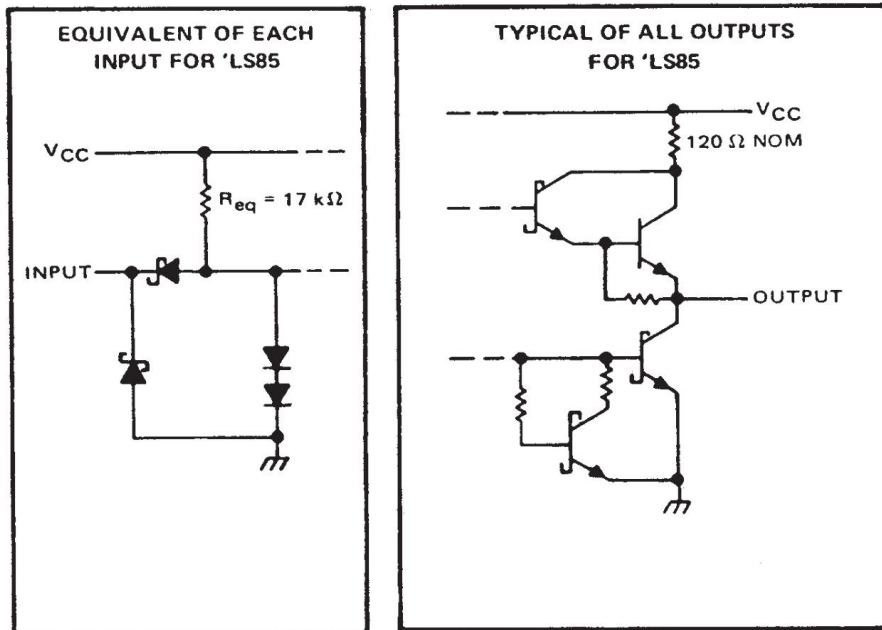 EQUIVALENT OF EACH
INPUT FOR 'LS85
VCC
Req = 17 kΩ
INPUT
TYPICAL OF ALL OUTPUTS
FOR 'LS85
VCC
120 Ω NOM
OUTPUT